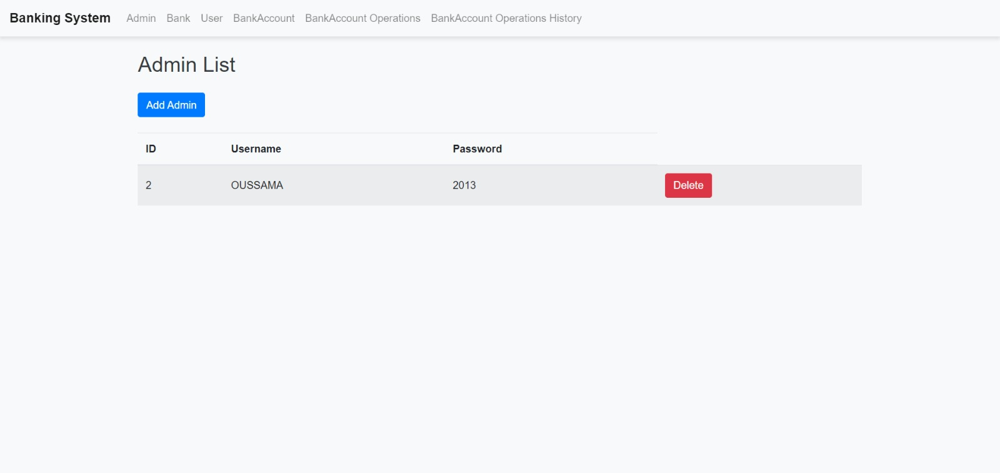 Banking System Admin Bank User BankAccount BankAccount Operations BankAccount Operations History
Admin List
Add Admin
ID Username Password
2 OUSSAMA 2013 Delete